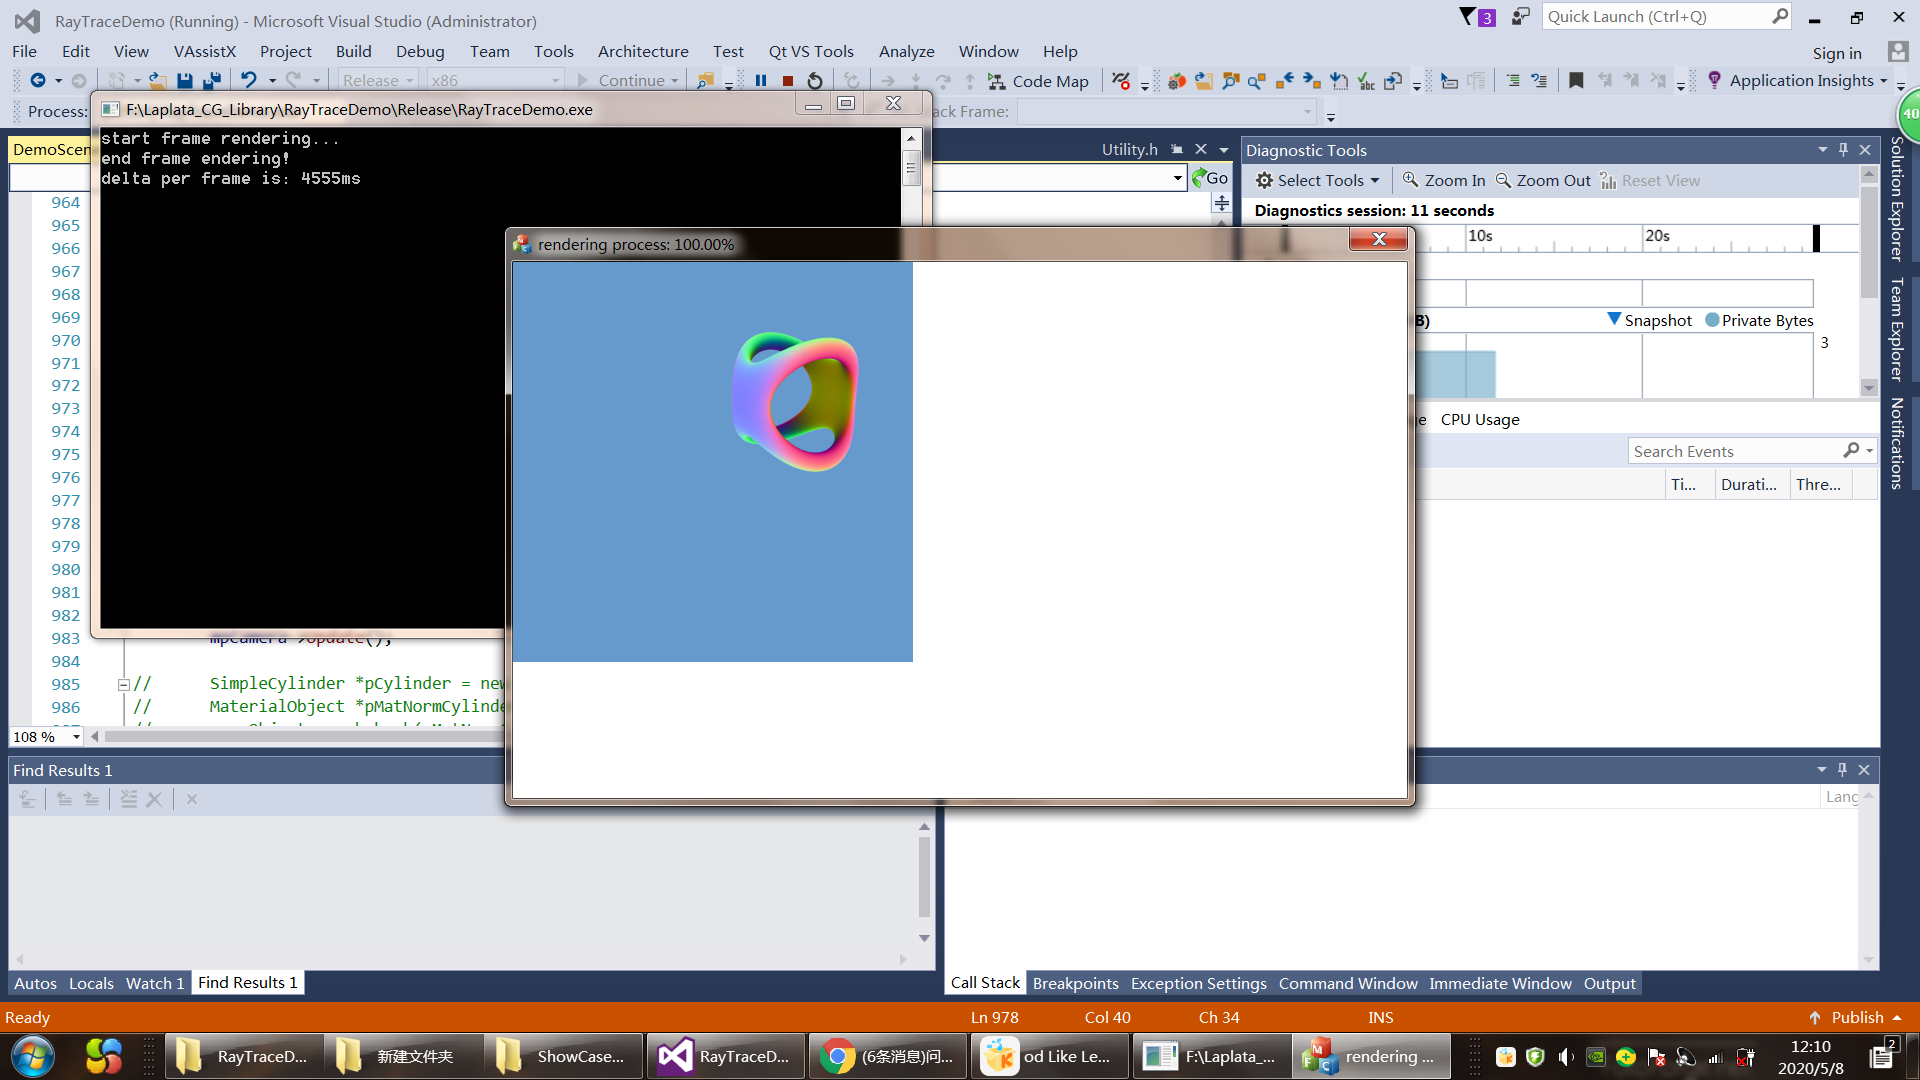 RayTraceDemo (Running) - Microsoft Visual Studio (Administrator)
3
Quick Launch (Ctrl+Q)
File Edit View VAssistX Project Build Debug Team Tools Architecture Test Qt VS Tools Analyze Window Help
Sign in
Release x86 Continue Code Map Application Insights
Process:
ack Frame:
40
F:\Laplata_CG_Library\RayTraceDemo\Release\RayTraceDemo.exe
start frame rendering...
end frame endering!
delta per frame is: 4555ms
DemoScen
Utility.h
Go
Diagnostic Tools
Select Tools Zoom In Zoom Out Reset View
Diagnostics session: 11 seconds
10s 20s
B) Snapshot Private Bytes
3
CPU Usage
Search Events
Ti... Durati... Thre...
Solution Explorer
Team Explorer
Notifications
rendering process: 100.00%
964
965
966
967
968
969
970
971
972
973
974
975
976
977
978
979
980
981
982
983 mpCamera->update();
984
985 // SimpleCylinder *pCylinder = new
986 // MaterialObject *pMatNormCylinde
108 %
Find Results 1
Lang
Autos Locals Watch 1 Find Results 1
Call Stack Breakpoints Exception Settings Command Window Immediate Window Output
Ready Ln 978 Col 40 Ch 34 INS Publish
RayTraceD... 新建文件夹 ShowCase... RayTraceD... (6条消息)问... od Like Le... F:\Laplata_... rendering ...
12:10
2020/5/8
2